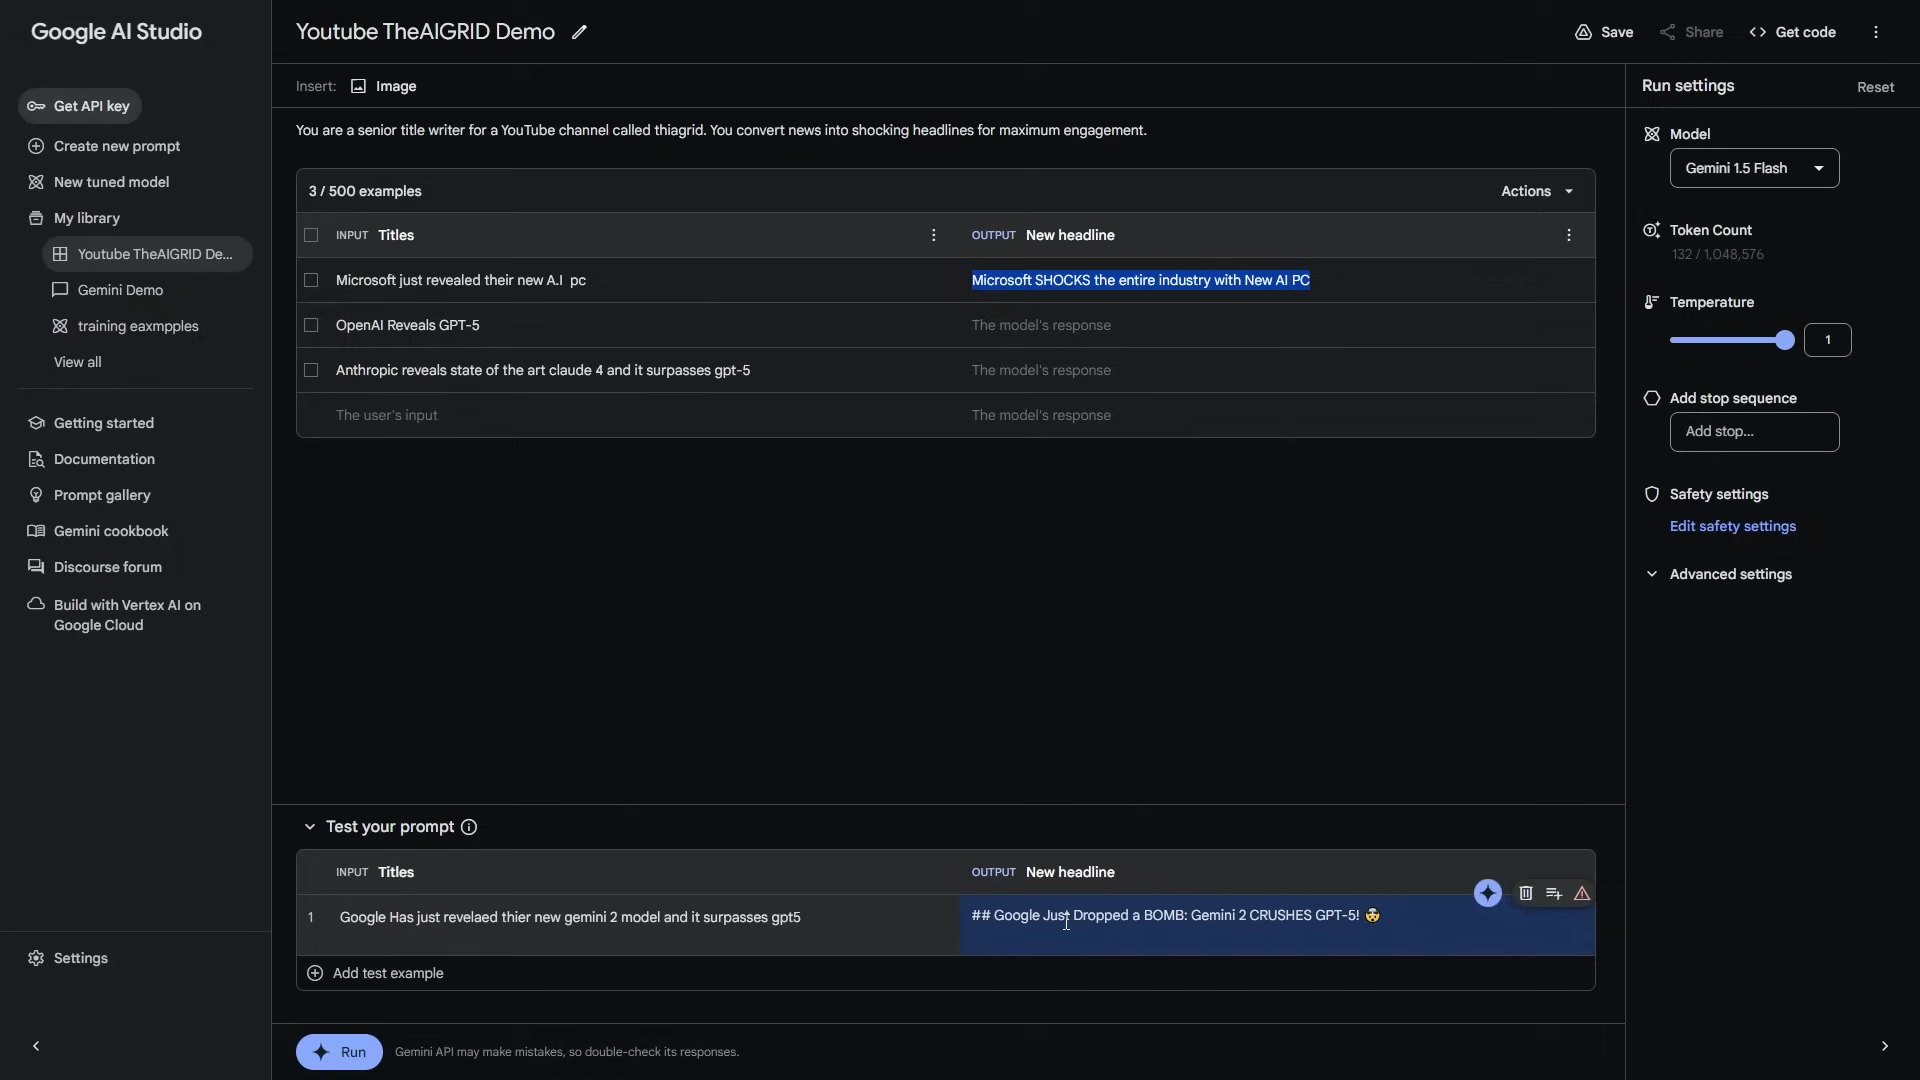 Google AI Studio
Youtube TheAIGRID Demo
Save
Share
<> Get code
Get API key
Create new prompt
New tuned model
My library
Youtube TheAIGRID De...
Gemini Demo
training eaxmpples
View all
Getting started
Documentation
Prompt gallery
Gemini cookbook
Discourse forum
Build with Vertex AI on
Google Cloud
Settings
Insert: Image
You are a senior title writer for a YouTube channel called thiagrid. You convert news into shocking headlines for maximum engagement.
3 / 500 examples
Actions
INPUT Titles
OUTPUT New headline
Microsoft just revealed their new A.I pc
Microsoft SHOCKS the entire industry with New AI PC
OpenAI Reveals GPT-5
The model's response
Anthropic reveals state of the art claude 4 and it surpasses gpt-5
The model's response
The user's input
The model's response
Test your prompt
INPUT Titles
OUTPUT New headline
1 Google Has just revelaed thier new gemini 2 model and it surpasses gpt5
## Google Just Dropped a BOMB: Gemini 2 CRUSHES GPT-5! 🤯
Add test example
Run
Gemini API may make mistakes, so double-check its responses.
Run settings
Reset
Model
Gemini 1.5 Flash
Token Count
132 / 1,048,576
Temperature
1
Add stop sequence
Add stop...
Safety settings
Edit safety settings
Advanced settings